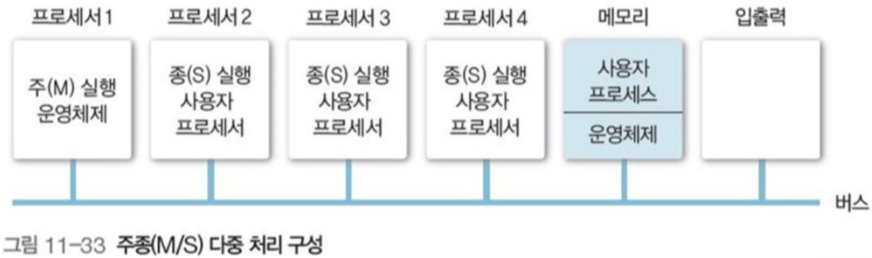 프로세서 1 프로세서 2 프로세서 3 프로세서 4 메모리 입출력
주(M) 실행
운영체제
종(S) 실행
사용자
프로세서
종(S) 실행
사용자
프로세서
종(S) 실행
사용자
프로세서
사용자
프로세스
운영체제
버스
그림 11-33 주종(M/S) 다중 처리 구성